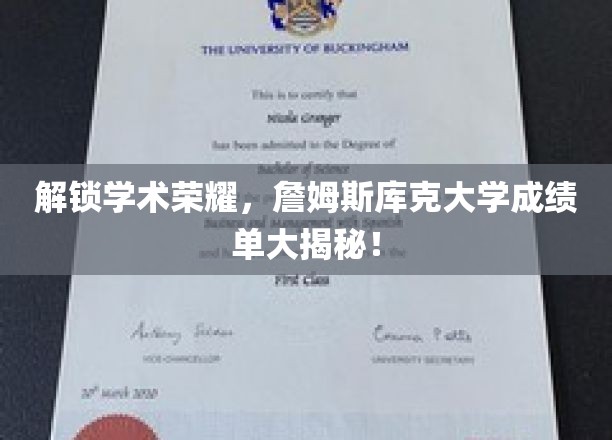 THE UNIVERSITY OF BUCKINGHAM
This is to certify that
Nicola Granger
has been admitted to the Degree of
Bachelor of Science
解锁学术荣耀，詹姆斯库克大学成绩
Business and Management with Spanish
单大揭秘！
First Class
VICE-CHANCELLOR
UNIVERSITY SECRETARY
20th March 2020